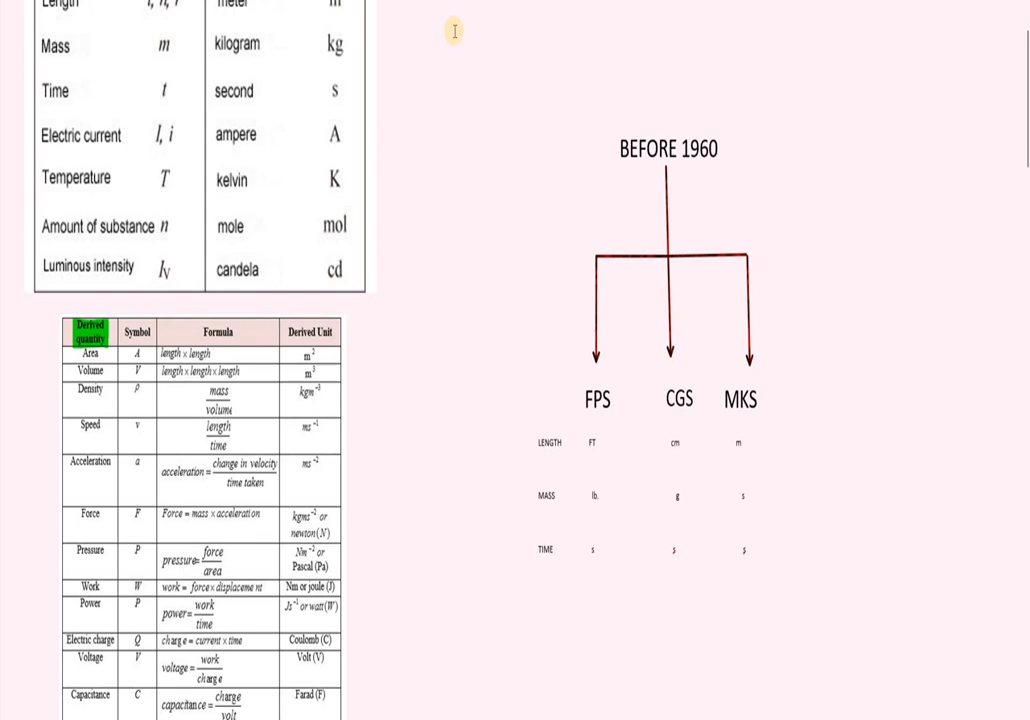 Length l, h, r meter m
Mass m kilogram kg
Time t second s
Electric current I, i ampere A
Temperature T kelvin K
Amount of substance n mole mol
Luminous intensity Iv candela cd
Derived quantity Symbol Formula Derived Unit
Area A length x length m²
Volume V length x length x length m³
Density ρ mass / volume kgm⁻³
Speed v length / time ms⁻¹
Acceleration a acceleration = change in velocity / time taken ms⁻²
Force F Force = mass x acceleration kgms⁻² or newton(N)
Pressure P pressure= force / area Nm⁻² or Pascal (Pa)
Work W work = force x displaceme nt Nm or joule (J)
Power P power= work / time Js⁻¹ or watt(W)
Electric charge Q charge = current x time Coulomb (C)
Voltage V voltage = work / charge Volt (V)
Capacitance C capacitance = charge / volt Farad (F)
BEFORE 1960
FPS CGS MKS
LENGTH FT cm m
MASS lb. g s
TIME s s s